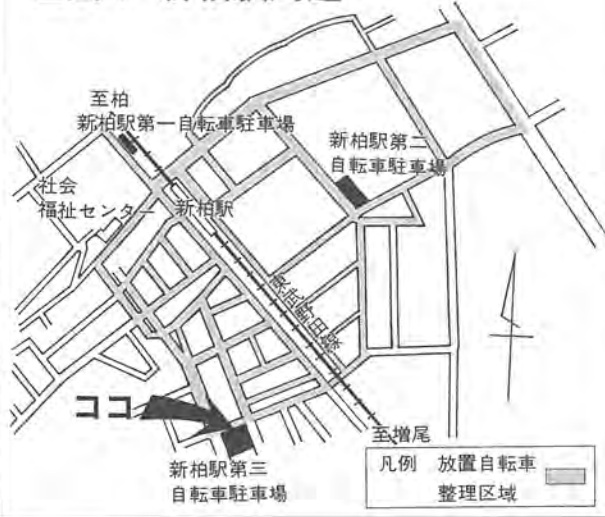 至柏
新柏駅第一自転車駐車場
新柏駅第二
自転車駐車場
社会
福祉センター
新柏駅
東武野田線
ココ
至増尾
新柏駅第三
自転車駐車場
凡例 放置自転車
整理区域